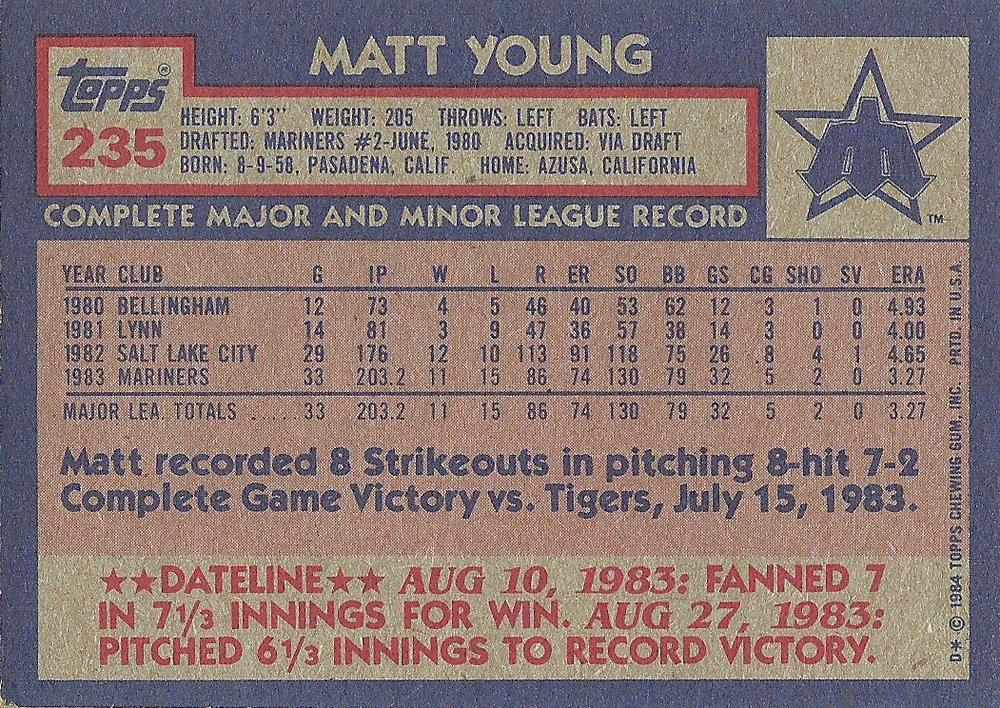 MATT YOUNG
topps®
235
HEIGHT: 6'3" WEIGHT: 205 THROWS: LEFT BATS: LEFT
DRAFTED: MARINERS #2-JUNE, 1980 ACQUIRED: VIA DRAFT
BORN: 8-9-58, PASADENA, CALIF. HOME: AZUSA, CALIFORNIA
TM
COMPLETE MAJOR AND MINOR LEAGUE RECORD
YEAR CLUB G IP W L R ER SO BB GS CG SHO SV ERA
1980 BELLINGHAM 12 73 4 5 46 40 53 62 12 3 1 0 4.93
1981 LYNN 14 81 3 9 47 36 57 38 14 3 0 0 4.00
1982 SALT LAKE CITY 29 176 12 10 113 91 118 75 26 8 4 1 4.65
1983 MARINERS 33 203.2 11 15 86 74 130 79 32 5 2 0 3.27
MAJOR LEA. TOTALS ..... 33 203.2 11 15 86 74 130 79 32 5 2 0 3.27
Matt recorded 8 Strikeouts in pitching 8-hit 7-2
Complete Game Victory vs. Tigers, July 15, 1983.
★★DATELINE★★ AUG 10, 1983: FANNED 7
IN 7 1/3 INNINGS FOR WIN. AUG 27, 1983:
PITCHED 6 1/3 INNINGS TO RECORD VICTORY.
D* © 1984 TOPPS CHEWING GUM, INC. PRTD. IN U.S.A.